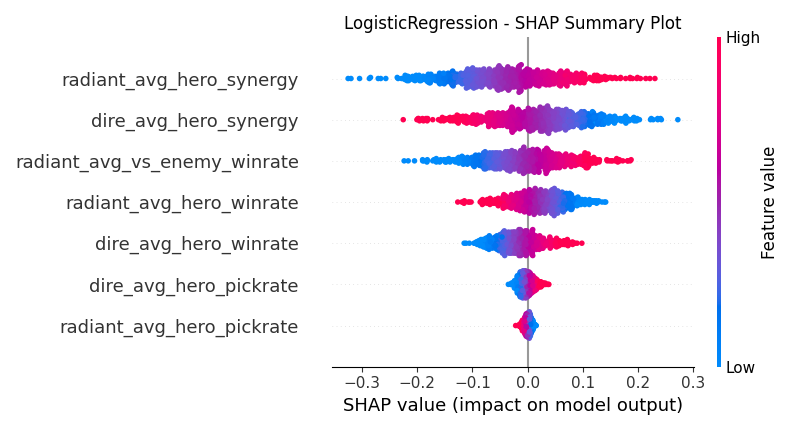 LogisticRegression - SHAP Summary Plot
High
radiant_avg_hero_synergy
dire_avg_hero_synergy
radiant_avg_vs_enemy_winrate
radiant_avg_hero_winrate
dire_avg_hero_winrate
dire_avg_hero_pickrate
radiant_avg_hero_pickrate
Feature value
Low
−0.3 −0.2 −0.1 0.0 0.1 0.2 0.3
SHAP value (impact on model output)